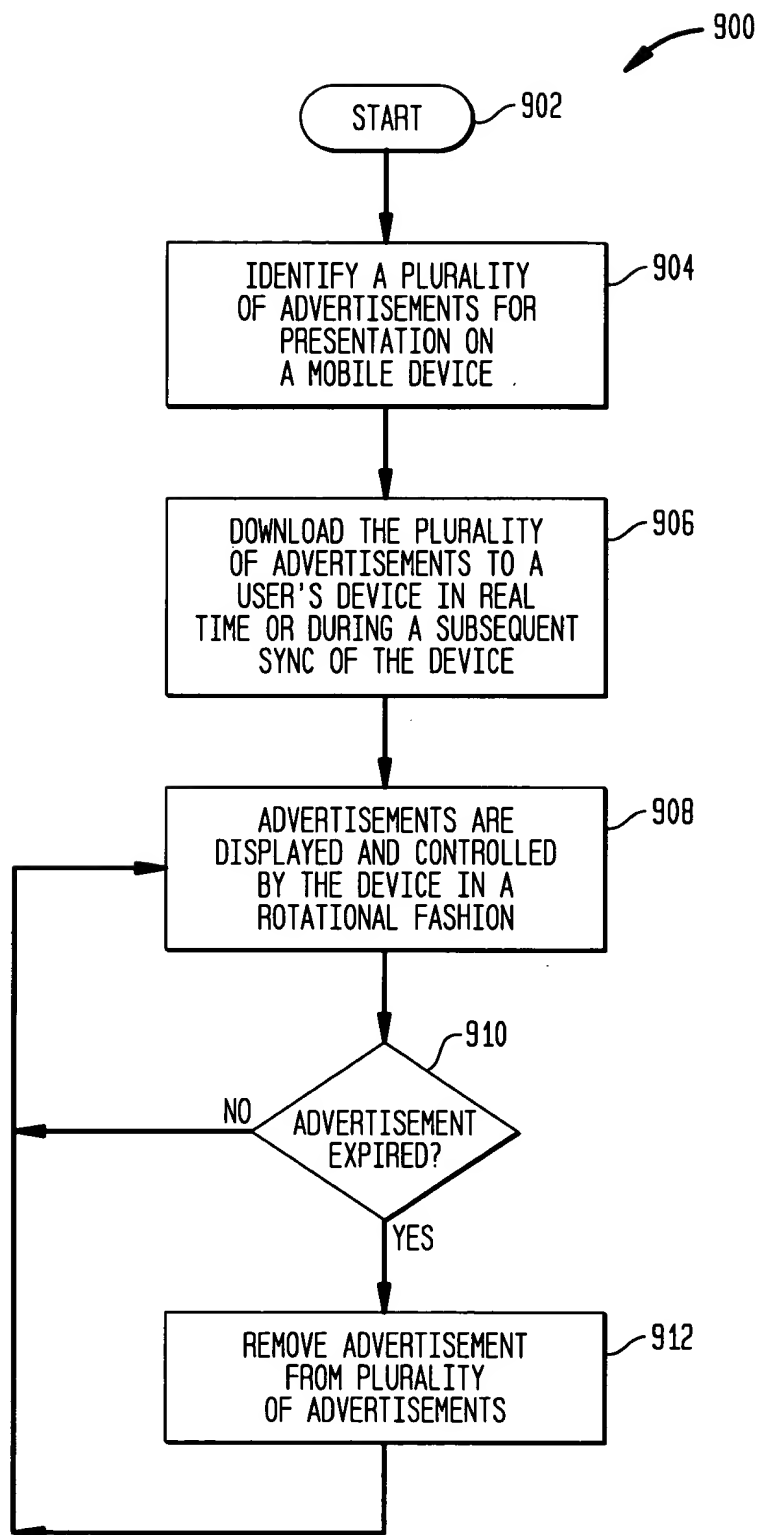 900
START
902
IDENTIFY A PLURALITY
OF ADVERTISEMENTS FOR
PRESENTATION ON
A MOBILE DEVICE
904
DOWNLOAD THE PLURALITY
OF ADVERTISEMENTS TO A
USER'S DEVICE IN REAL
TIME OR DURING A SUBSEQUENT
SYNC OF THE DEVICE
906
ADVERTISEMENTS ARE
DISPLAYED AND CONTROLLED
BY THE DEVICE IN A
ROTATIONAL FASHION
908
910
NO
ADVERTISEMENT
EXPIRED?
YES
REMOVE ADVERTISEMENT
FROM PLURALITY
OF ADVERTISEMENTS
912